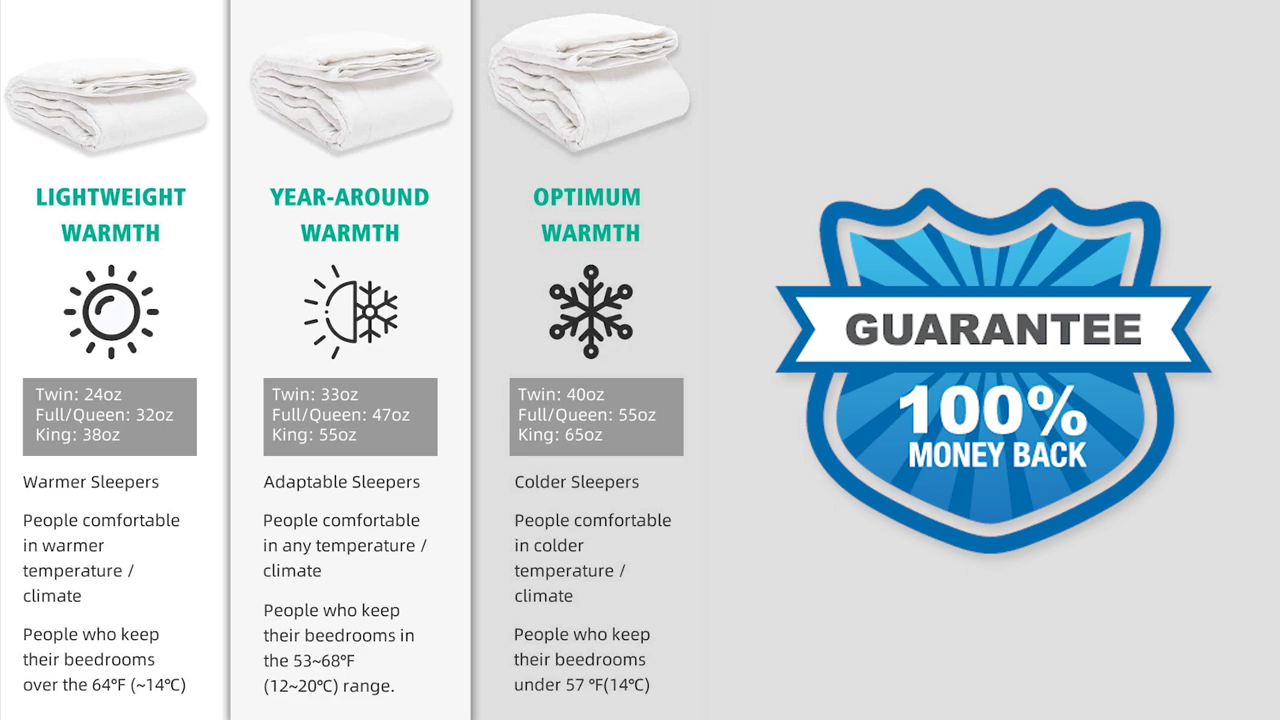 LIGHTWEIGHT
WARMTH
Twin: 24oz
Full/Queen: 32oz
King: 38oz
Warmer Sleepers
People comfortable
in warmer
temperature /
climate
People who keep
their beedrooms
over the 64°F (~14℃)
YEAR-AROUND
WARMTH
Twin: 33oz
Full/Queen: 47oz
King: 55oz
Adaptable Sleepers
People comfortable
in any temperature /
climate
People who keep
their beedrooms in
the 53~68°F
(12~20℃) range.
OPTIMUM
WARMTH
Twin: 40oz
Full/Queen: 55oz
King: 65oz
Colder Sleepers
People comfortable
in colder
temperature /
climate
People who keep
their beedrooms
under 57 °F(14℃)
GUARANTEE
100%
MONEY BACK